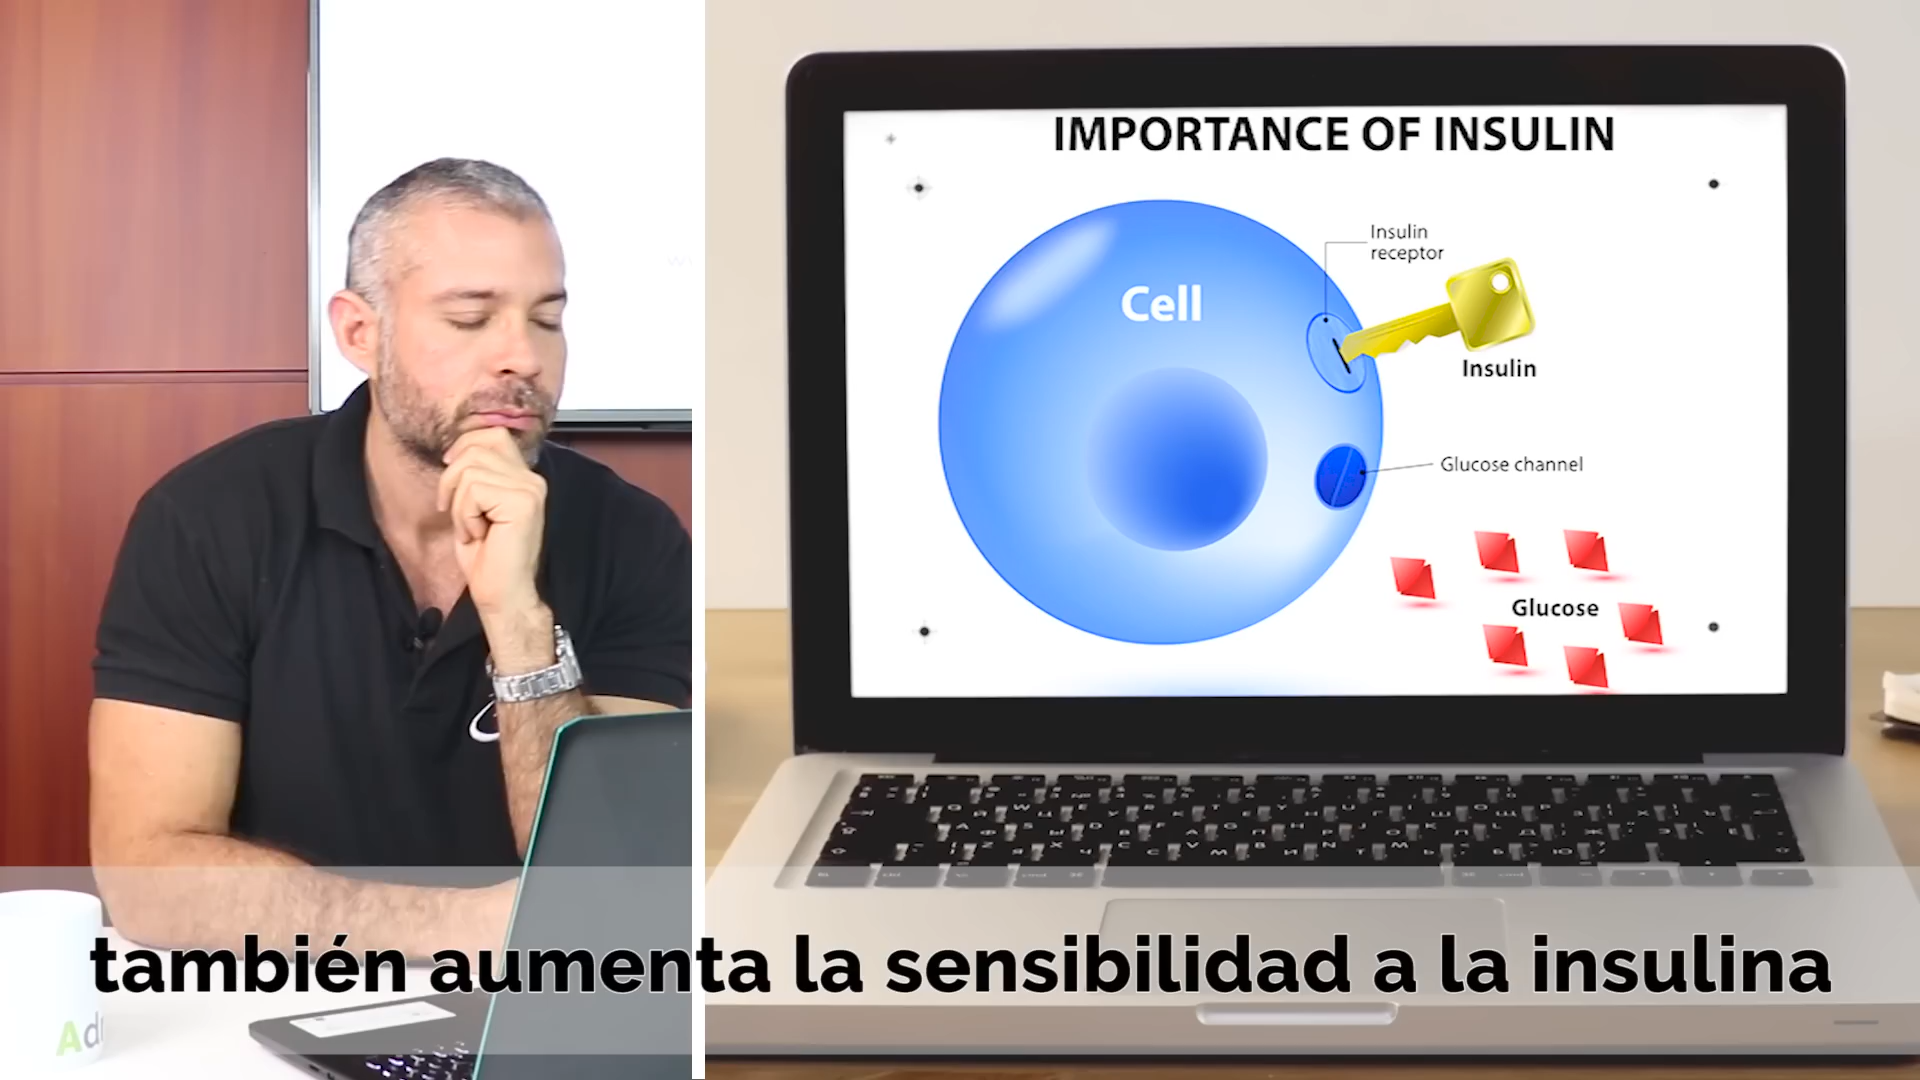 IMPORTANCE OF INSULIN
Insulin
receptor
Cell
Insulin
Glucose channel
Glucose
también aumenta la sensibilidad a la insulina